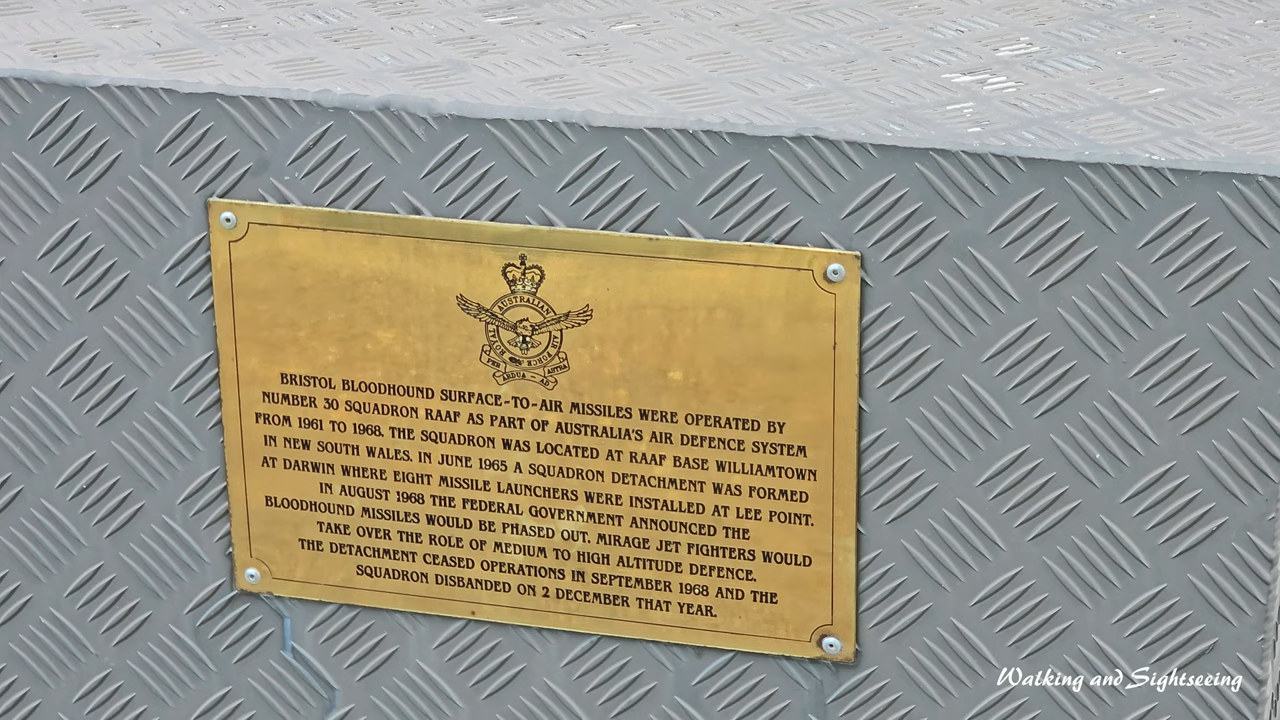 AUSTRALIAN
ROYAL AIR FORCE
PER ARDUA AD ASTRA
BRISTOL BLOODHOUND SURFACE-TO-AIR MISSILES WERE OPERATED BY
NUMBER 30 SQUADRON RAAF AS PART OF AUSTRALIA'S AIR DEFENCE SYSTEM
FROM 1961 TO 1968. THE SQUADRON WAS LOCATED AT RAAF BASE WILLIAMTOWN
IN NEW SOUTH WALES. IN JUNE 1965 A SQUADRON DETACHMENT WAS FORMED
AT DARWIN WHERE EIGHT MISSILE LAUNCHERS WERE INSTALLED AT LEE POINT.
IN AUGUST 1968 THE FEDERAL GOVERNMENT ANNOUNCED THE
BLOODHOUND MISSILES WOULD BE PHASED OUT. MIRAGE JET FIGHTERS WOULD
TAKE OVER THE ROLE OF MEDIUM TO HIGH ALTITUDE DEFENCE.
THE DETACHMENT CEASED OPERATIONS IN SEPTEMBER 1968 AND THE
SQUADRON DISBANDED ON 2 DECEMBER THAT YEAR.
Walking and Sightseeing